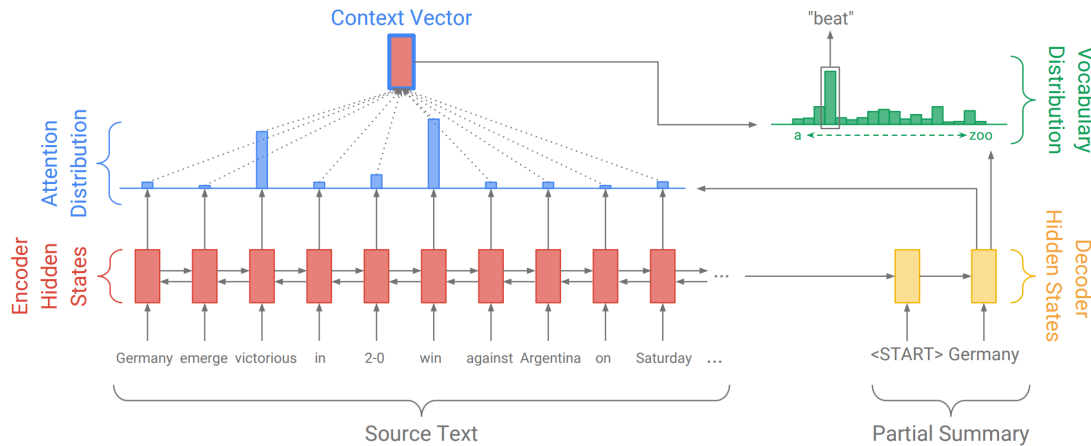 Context Vector
"beat"
Vocabulary
Distribution
a
zoo
Attention
Distribution
Encoder
Hidden
States
Decoder
Hidden States
...
Germany emerge victorious in 2-0 win against Argentina on Saturday ...
<START> Germany
Source Text
Partial Summary